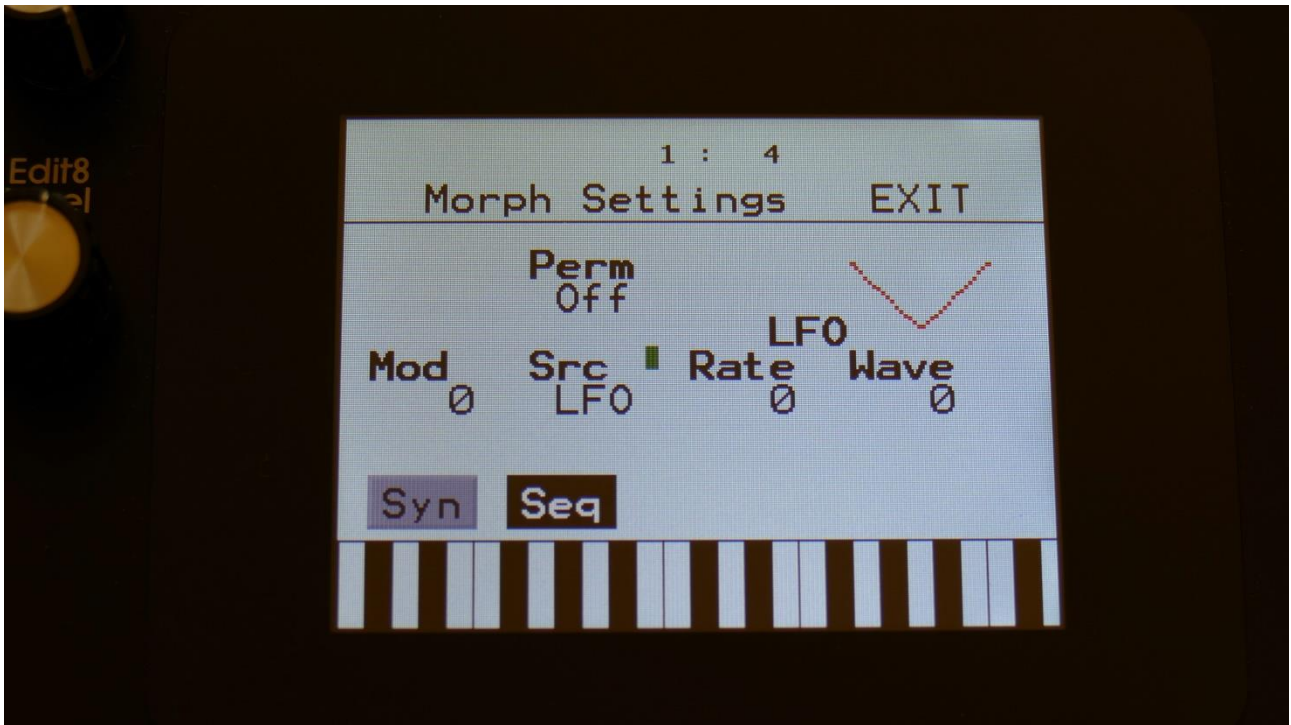 Edit8
1 : 4
Morph Settings EXIT
Perm
Off
LFO
Mod Src Rate Wave
0 LFO 0 0
Syn Seq